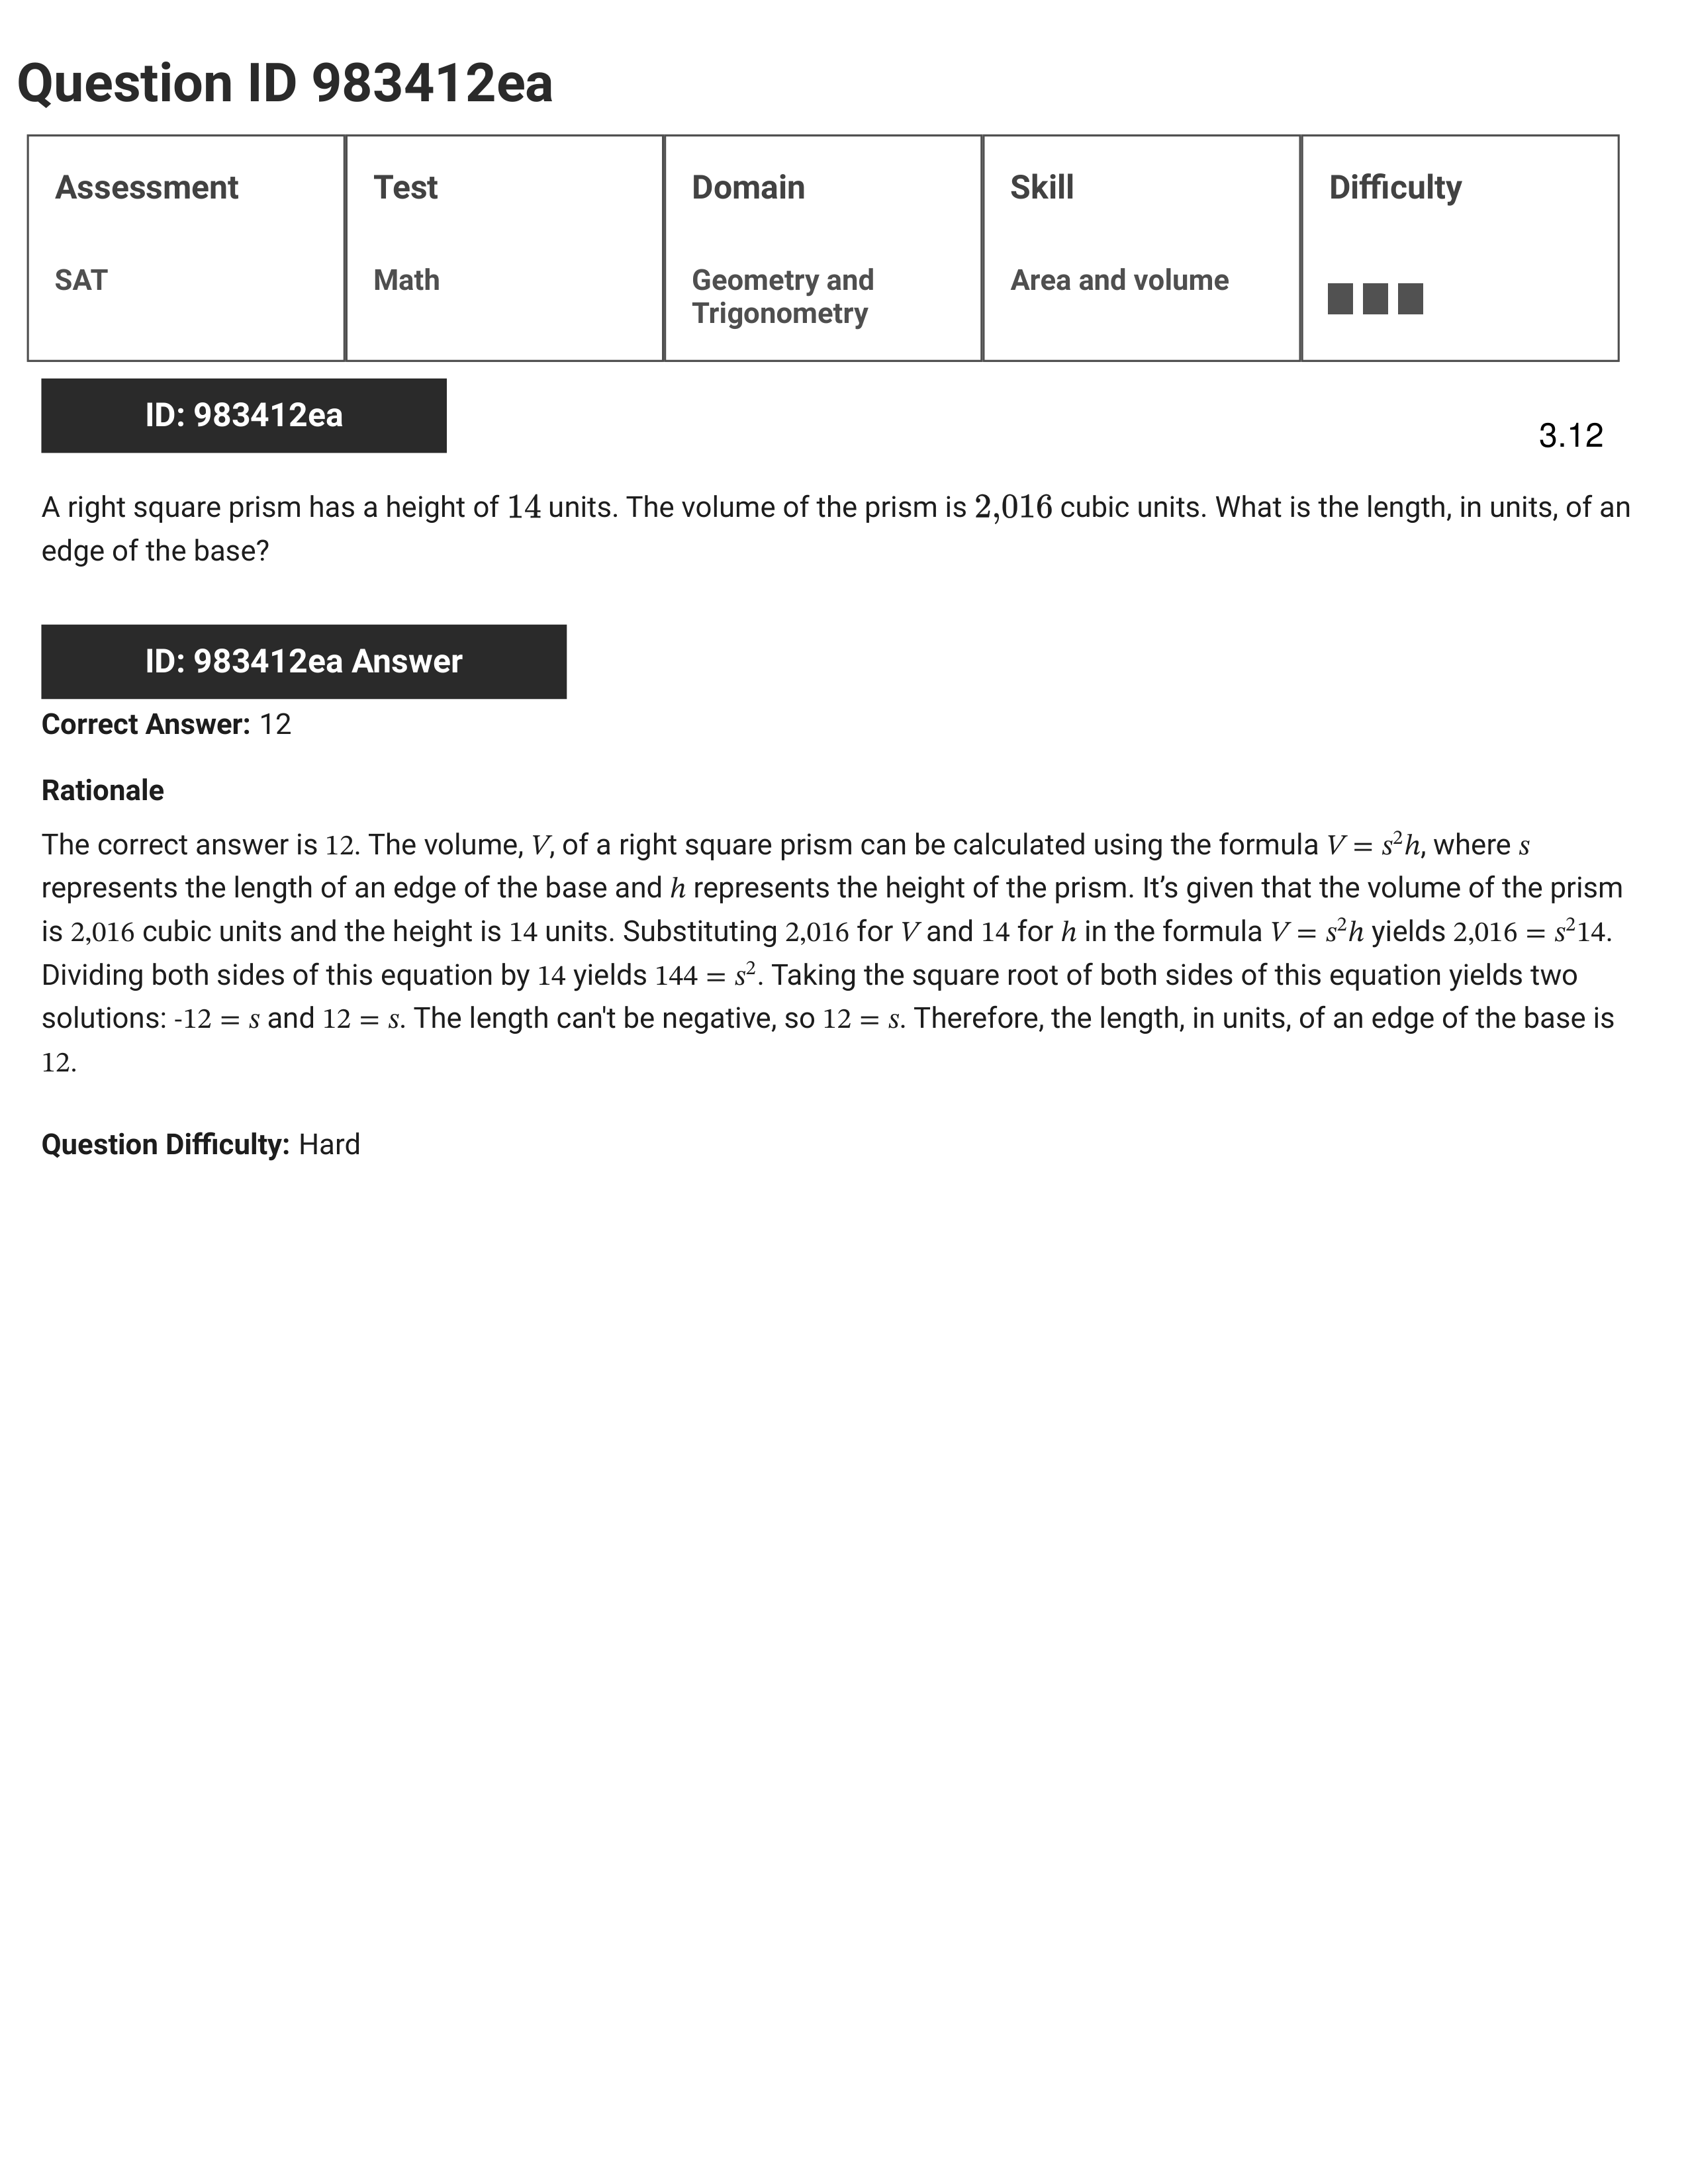 Question ID 983412ea
Assessment Test Domain Skill Difficulty
SAT Math Geometry and Trigonometry Area and volume
ID: 983412ea
3.12
A right square prism has a height of 14 units. The volume of the prism is 2,016 cubic units. What is the length, in units, of an
edge of the base?
ID: 983412ea Answer
Correct Answer: 12
Rationale
The correct answer is 12. The volume, V, of a right square prism can be calculated using the formula V = s²h, where s
represents the length of an edge of the base and h represents the height of the prism. It’s given that the volume of the prism
is 2,016 cubic units and the height is 14 units. Substituting 2,016 for V and 14 for h in the formula V = s²h yields 2,016 = s²14.
Dividing both sides of this equation by 14 yields 144 = s². Taking the square root of both sides of this equation yields two
solutions: -12 = s and 12 = s. The length can't be negative, so 12 = s. Therefore, the length, in units, of an edge of the base is
12.
Question Difficulty: Hard